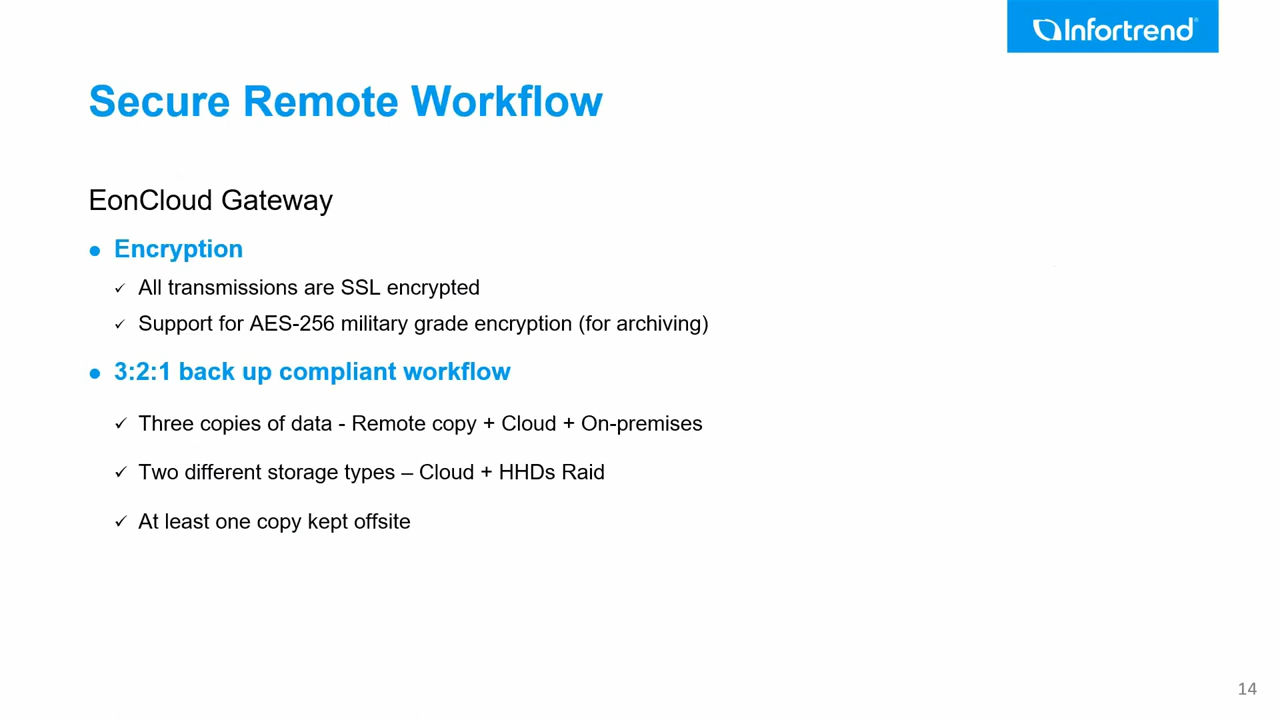 Infortrend
Secure Remote Workflow
EonCloud Gateway
● Encryption
✓ All transmissions are SSL encrypted
✓ Support for AES-256 military grade encryption (for archiving)
● 3:2:1 back up compliant workflow
✓ Three copies of data - Remote copy + Cloud + On-premises
✓ Two different storage types – Cloud + HHDs Raid
✓ At least one copy kept offsite
14